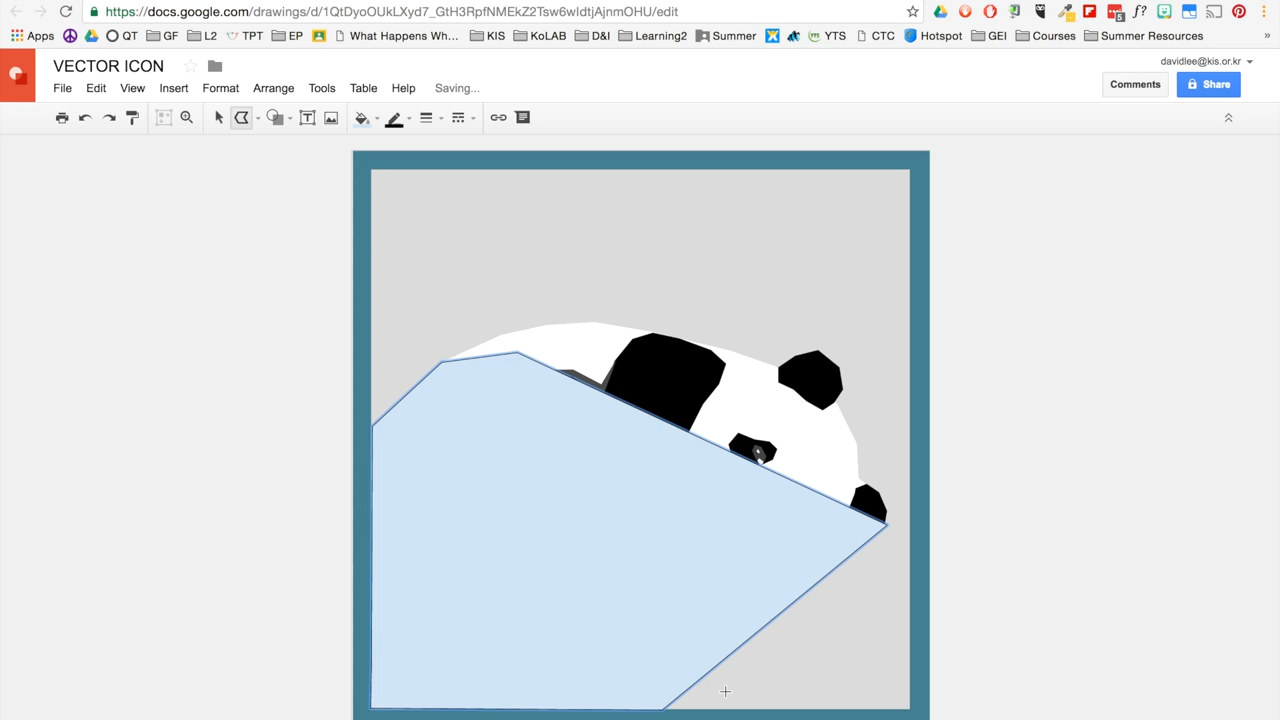 https://docs.google.com/drawings/d/1QtDyoOUkLXyd7_GtH3RpfNMEkZ2Tsw6wIdtjAjnmOHU/edit
Apps QT GF L2 TPT EP What Happens Wh... KIS KoLAB D&I Learning2 Summer YTS CTC Hotspot GEI Courses Summer Resources »
davidlee@kis.or.kr
VECTOR ICON
Comments Share
File Edit View Insert Format Arrange Tools Table Help Saving...